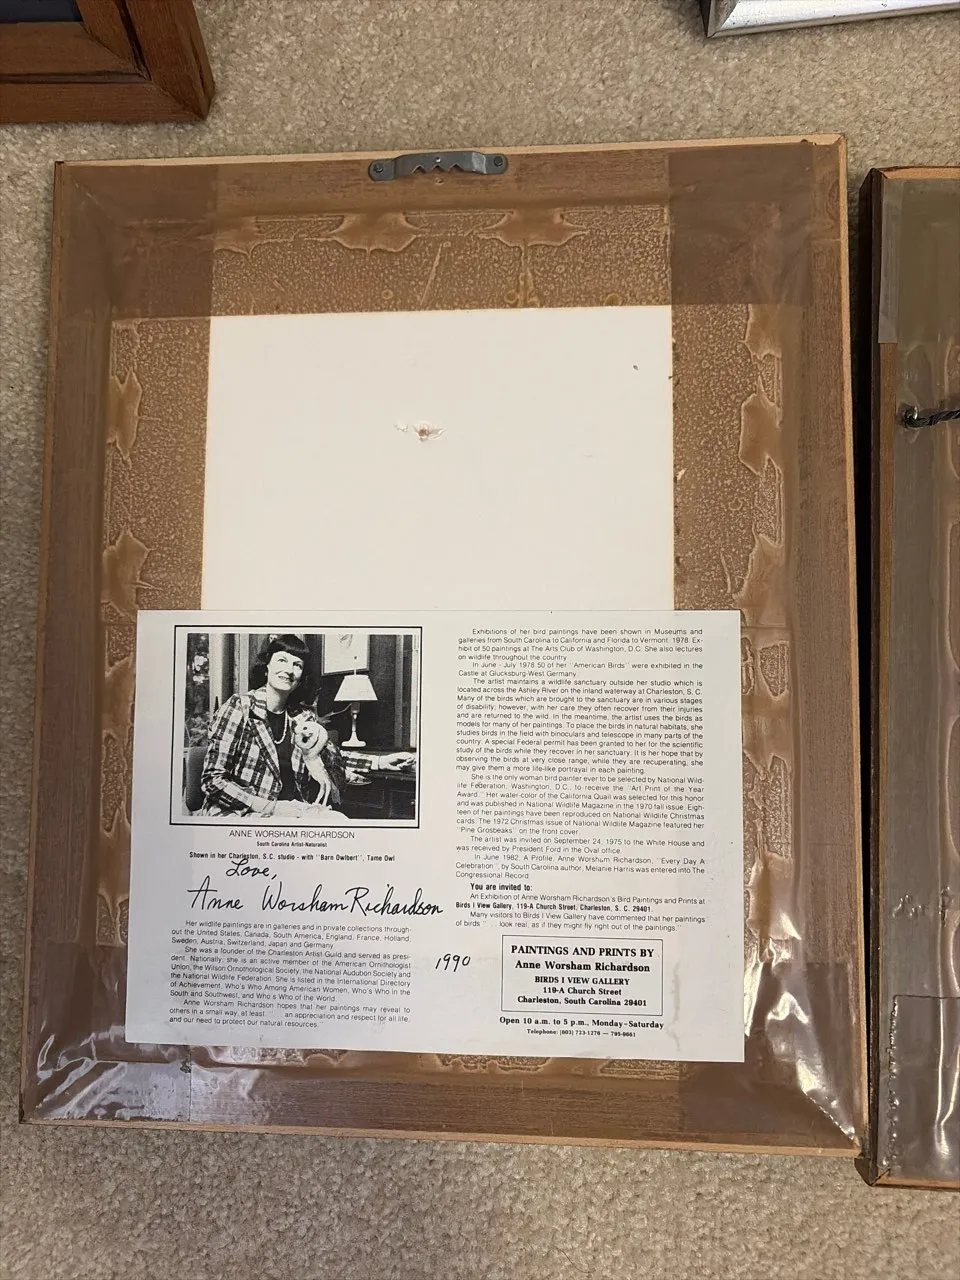 ANNE WORSHAM RICHARDSON
South Carolina Artist-Naturalist
Shown in her Charleston, S.C. studio - with "Barn Owlbert", Tame Owl
Love,
Anne Worsham Richardson
Her wildlife paintings are in galleries and in private collections through-
out the United States, Canada, South America, England, France, Holland,
Sweden, Austria, Switzerland, Japan and Germany.
She was a founder of the Charleston Artist Guild and served as presi-
dent. Nationally, she is an active member of the American Ornithologist
Union, the Wilson Ornothological Society, the National Audubon Society and
the National Wildlife Federation. She is listed in the International Directory
of Achievement, Who's Who Among American Women, Who's Who in the
South and Southwest, and Who's Who of the World.
Anne Worsham Richardson hopes that her paintings may reveal to
others in a small way, at least . . . an appreciation and respect for all life,
and our need to protect our natural resources."
1990
Exhibitions of her bird paintings have been shown in Museums and
galleries from South Carolina to California and Florida to Vermont. 1978. Ex-
hibit of 50 paintings at The Arts Club of Washington, D.C. She also lectures
on wildlife throughout the country.
In June - July 1978 50 of her "American Birds" were exhibited in the
Castle at Glucksburg-West Germany.
The artist maintains a wildlife sanctuary outside her studio which is
located across the Ashley River on the inland waterway at Charleston, S. C.
Many of the birds which are brought to the sanctuary are in various stages
of disability; however, with her care they often recover from their injuries
and are returned to the wild. In the meantime, the artist uses the birds as
models for many of her paintings. To place the birds in natural habitats, she
studies birds in the field with binoculars and telescope in many parts of the
country. A special Federal permit has been granted to her for the scientific
study of the birds while they recover in her sanctuary. It is her hope that by
observing the birds at very close range, while they are recuperating, she
may give them a more life-like portrayal in each painting.
She is the only woman bird painter ever to be selected by National Wild-
life Federation, Washington, D.C., to receive the "Art Print of the Year
Award." Her water-color of the California Quail was selected for this honor
and was published in National Wildlife Magazine in the 1970 fall issue. Eigh-
teen of her paintings have been reproduced on National Wildlife Christmas
cards. The 1972 Christmas issue of National Wildlife Magazine featured her
"Pine Grosbeaks" on the front cover.
The artist was invited on September 24, 1975 to the White House and
was received by President Ford in the Oval office.
In June 1982, A Profile, Anne Worsham Richardson, "Every Day A
Celebration", by South Carolina author, Melanie Harris was entered into The
Congressional Record.
You are invited to:
An Exhibition of Anne Worsham Richardson's Bird Paintings and Prints at
Birds I View Gallery, 119-A Church Street, Charleston, S. C. 29401.
Many visitors to Birds I View Gallery have commented that her paintings
of birds " . . . look real, as if they might fly right out of the paintings."
PAINTINGS AND PRINTS BY
Anne Worsham Richardson
BIRDS I VIEW GALLERY
119-A Church Street
Charleston, South Carolina 29401
Open 10 a.m. to 5 p.m., Monday-Saturday
Telephone: (803) 723-1276 — 795-9661